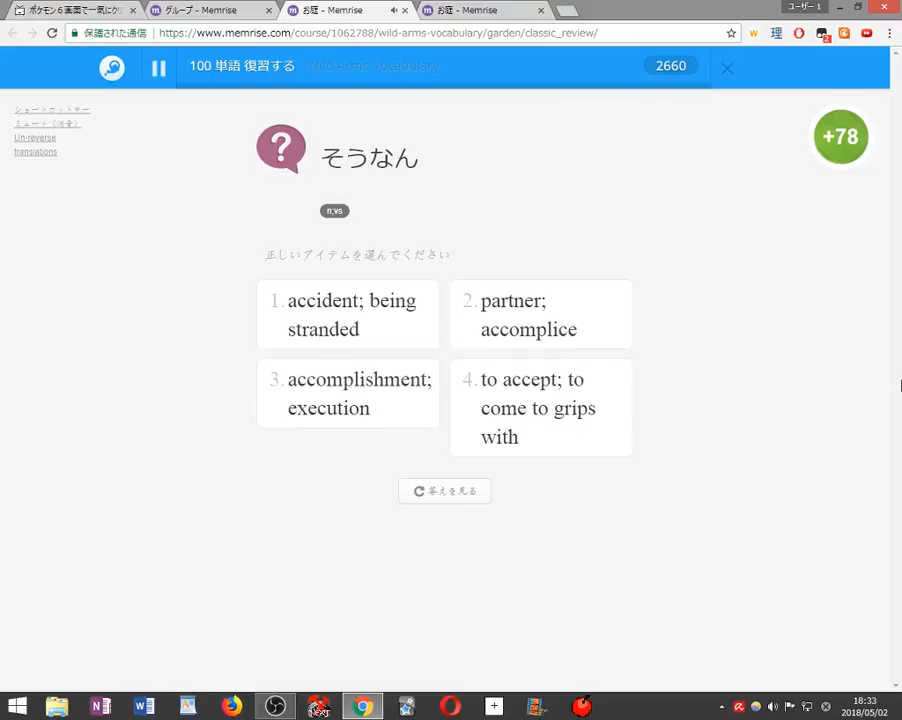 ポケモン６画面で一気にクリ
グループ - Memrise
お庭 - Memrise
お庭 - Memrise
ユーザー 1
保護された通信
https://www.memrise.com/course/1062788/wild-arms-vocabulary/garden/classic_review/
100 単語 復習する
Wild Arms Vocabulary
2660
ショートカットキー
ミュート（消音）
Un-reverse
translations
+78
?
そうなん
n;vs
正しいアイテムを選んでください
1. accident; being
stranded
2. partner;
accomplice
3. accomplishment;
execution
4. to accept; to
come to grips
with
答えを見る
18:33
2018/05/02